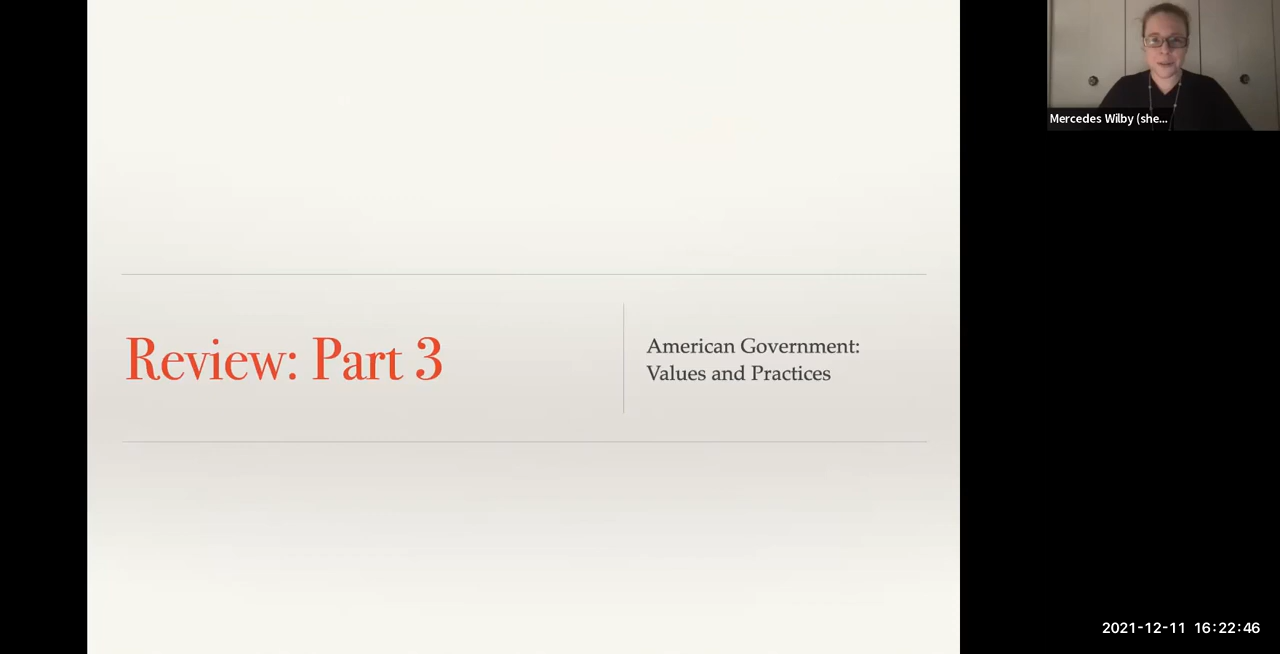 Review: Part 3
American Government:
Values and Practices
Mercedes Wilby (she...
2021-12-11 16:22:46